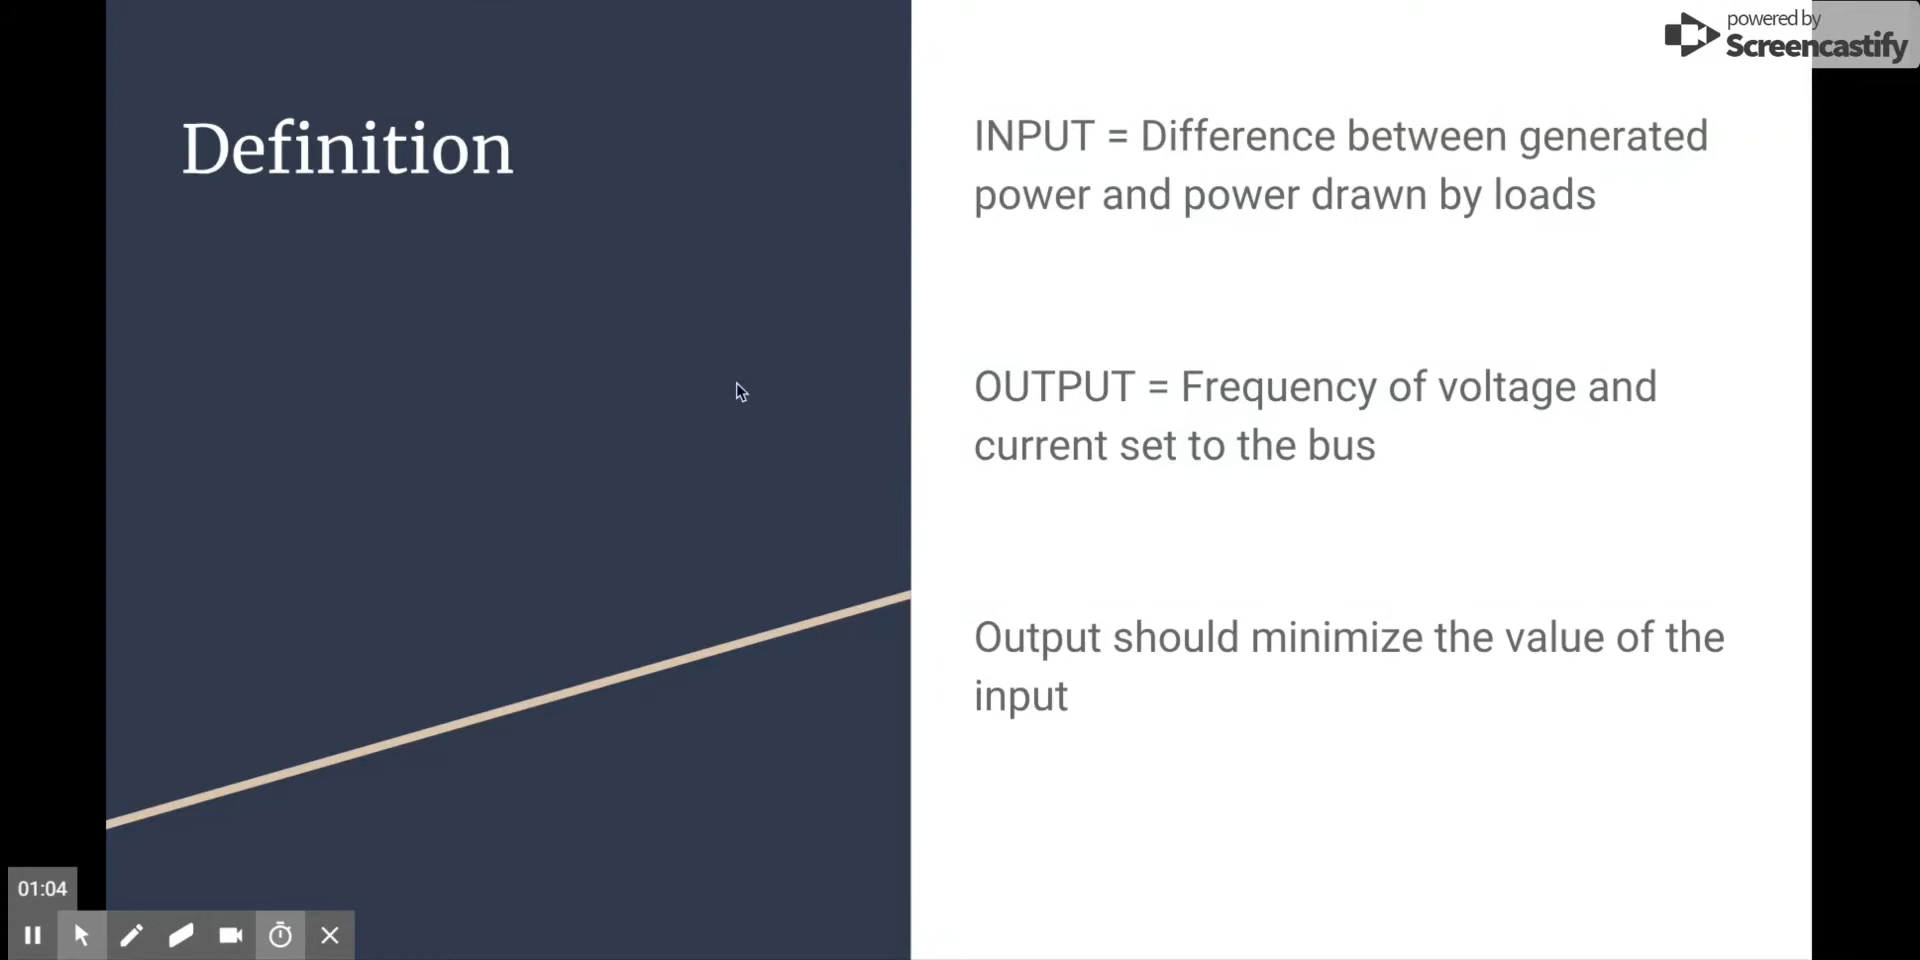 powered by
Screencastify
Definition
INPUT = Difference between generated
power and power drawn by loads
OUTPUT = Frequency of voltage and
current set to the bus
Output should minimize the value of the
input
01:04